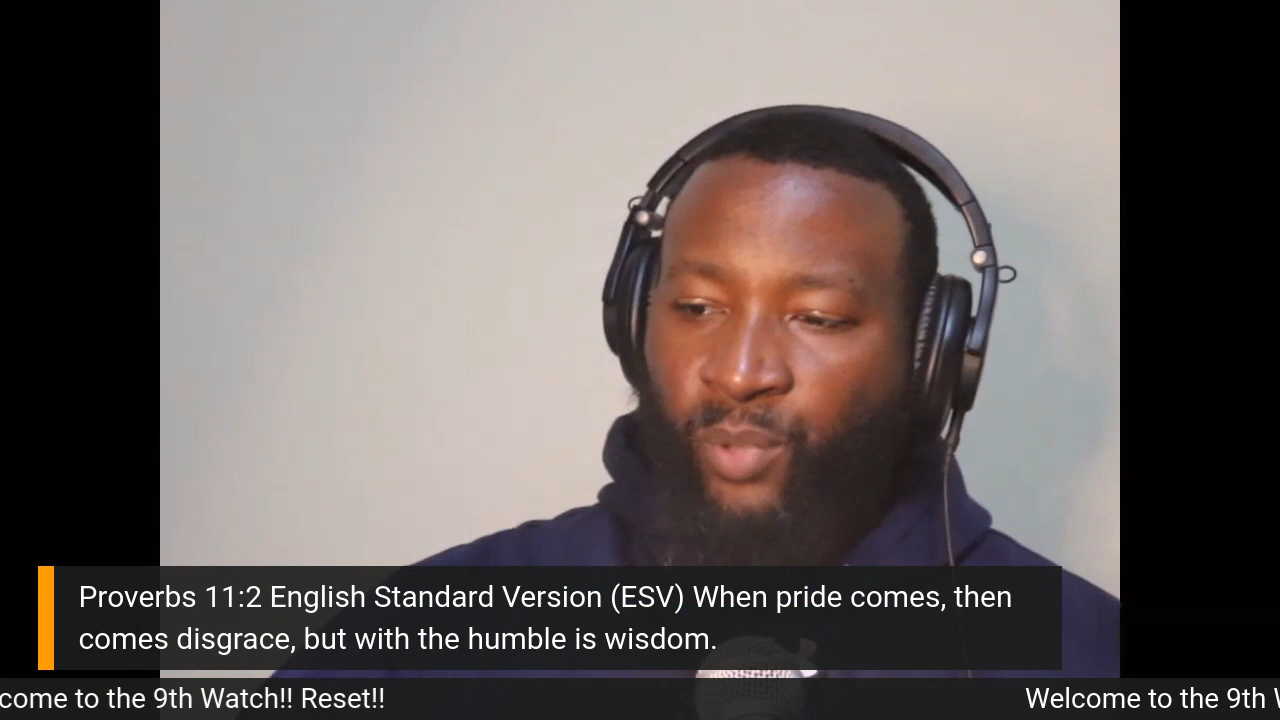 Proverbs 11:2 English Standard Version (ESV) When pride comes, then
comes disgrace, but with the humble is wisdom.
come to the 9th Watch!! Reset!! Welcome to the 9th